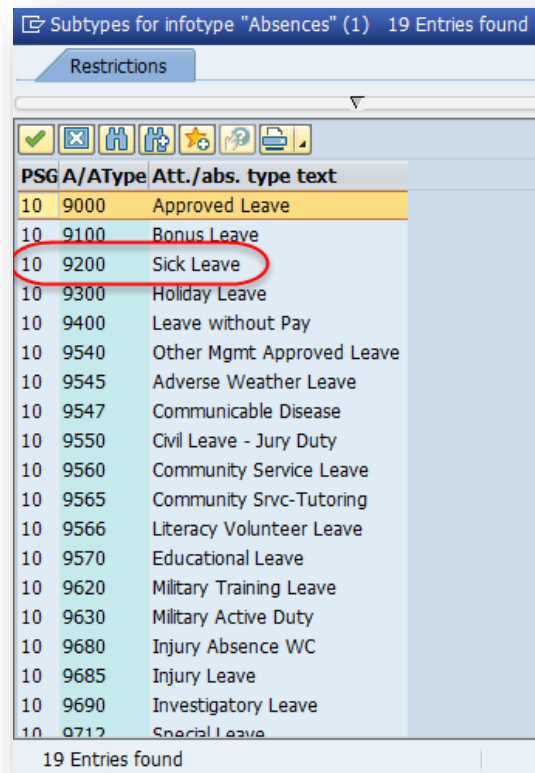 Subtypes for infotype "Absences" (1) 19 Entries found
Restrictions
PSG A/AType Att./abs. type text
10 9000 Approved Leave
10 9100 Bonus Leave
10 9200 Sick Leave
10 9300 Holiday Leave
10 9400 Leave without Pay
10 9540 Other Mgmt Approved Leave
10 9545 Adverse Weather Leave
10 9547 Communicable Disease
10 9550 Civil Leave - Jury Duty
10 9560 Community Service Leave
10 9565 Community Srvc-Tutoring
10 9566 Literacy Volunteer Leave
10 9570 Educational Leave
10 9620 Military Training Leave
10 9630 Military Active Duty
10 9680 Injury Absence WC
10 9685 Injury Leave
10 9690 Investigatory Leave
10 9712 Special Leave
19 Entries found